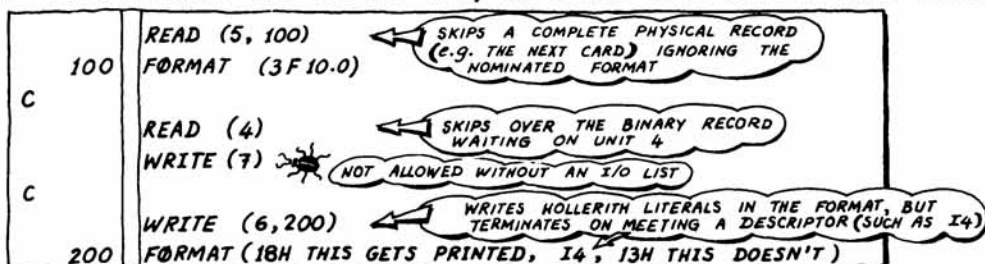 READ (5, 100)
SKIPS A COMPLETE PHYSICAL RECORD
(e.g. THE NEXT CARD) IGNORING THE
NOMINATED FORMAT
100 FORMAT (3F10.0)
C
READ (4)
SKIPS OVER THE BINARY RECORD
WAITING ON UNIT 4
WRITE (7)
NOT ALLOWED WITHOUT AN I/O LIST
C
WRITE (6,200)
WRITES HOLLERITH LITERALS IN THE FORMAT, BUT
TERMINATES ON MEETING A DESCRIPTOR (SUCH AS I4)
200 FORMAT (18H THIS GETS PRINTED, I4, 13H THIS DOESN'T)